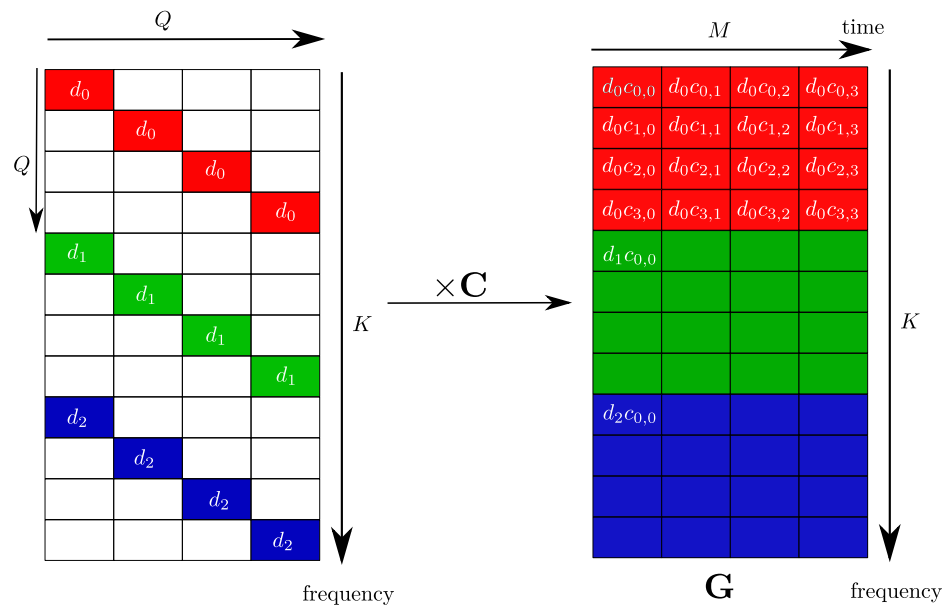 Q
M time
d₀ d₀c₀,₀ d₀c₀,₁ d₀c₀,₂ d₀c₀,₃
d₀ d₀c₁,₀ d₀c₁,₁ d₀c₁,₂ d₀c₁,₃
Q d₀ d₀c₂,₀ d₀c₂,₁ d₀c₂,₂ d₀c₂,₃
d₀ d₀c₃,₀ d₀c₃,₁ d₀c₃,₂ d₀c₃,₃
d₁ d₁c₀,₀
d₁ ×C
d₁ K K
d₁
d₂ d₂c₀,₀
d₂
d₂
d₂
frequency G frequency